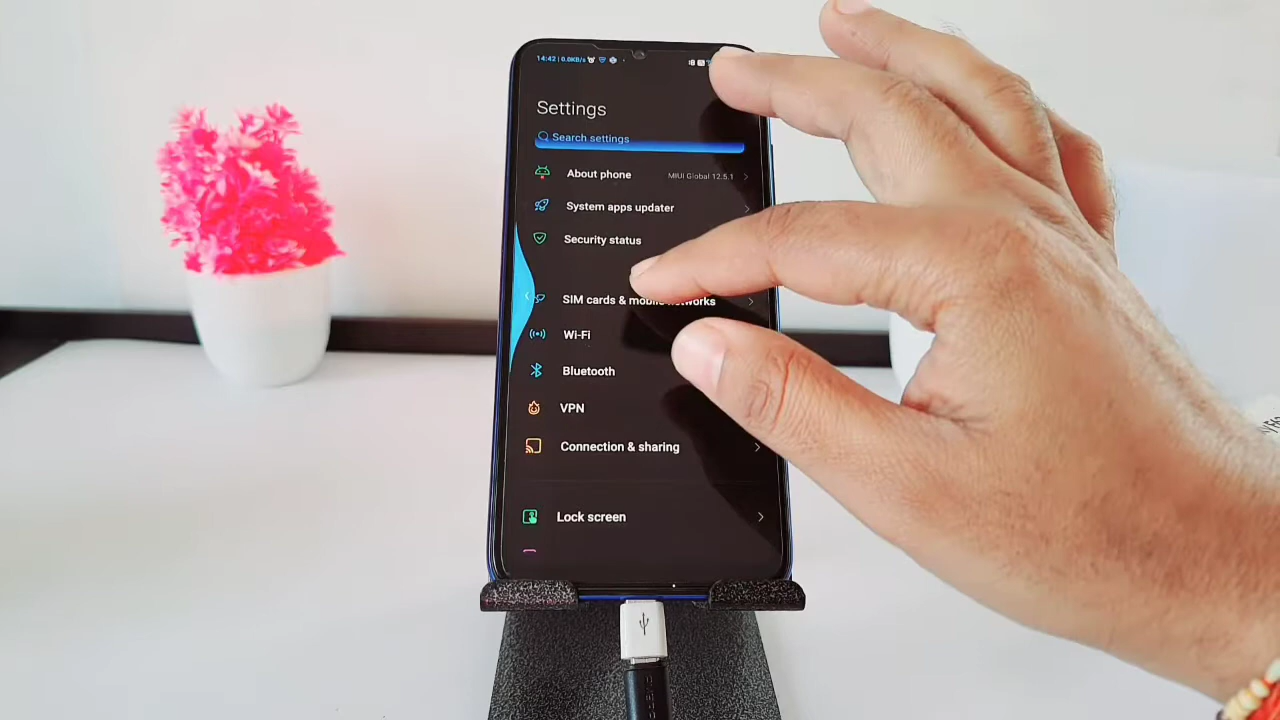 14:42 | 0.0KB/s
Settings
Search settings
About phone MIUI Global 12.5.1
System apps updater
Security status
SIM cards & mobile networks
Wi-Fi
Bluetooth
VPN
Connection & sharing
Lock screen